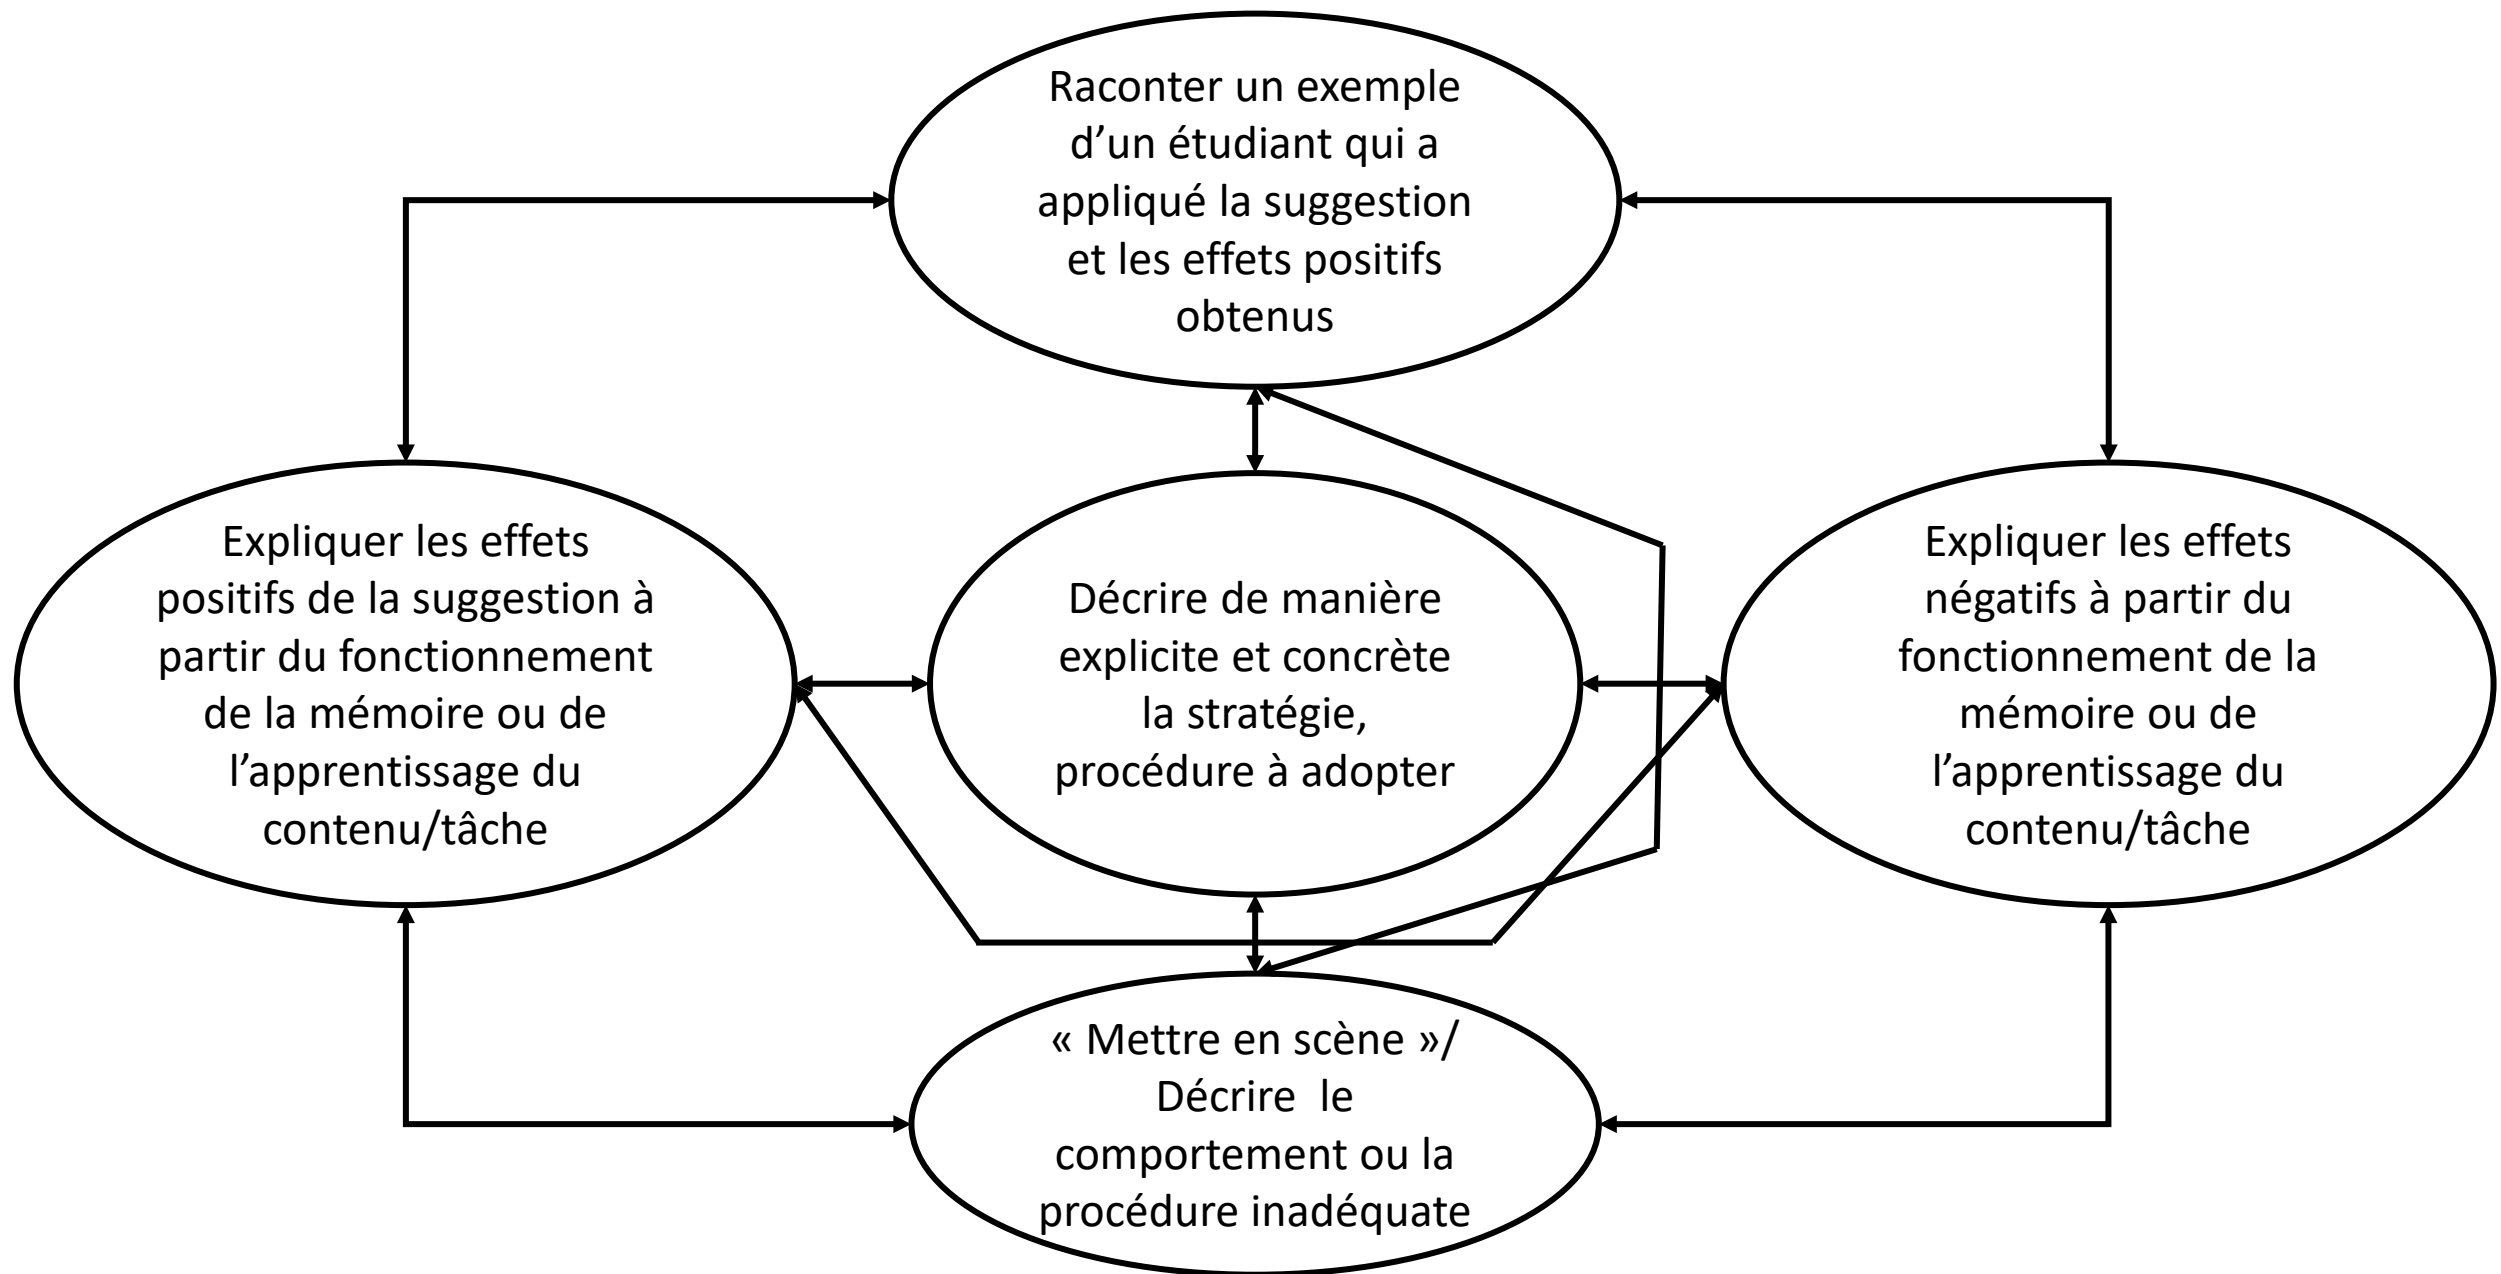 Raconter un exemple
d’un étudiant qui a
appliqué la suggestion
et les effets positifs
obtenus
Expliquer les effets
positifs de la suggestion à
partir du fonctionnement
de la mémoire ou de
l’apprentissage du
contenu/tâche
Décrire de manière
explicite et concrète
la stratégie,
procédure à adopter
Expliquer les effets
négatifs à partir du
fonctionnement de la
mémoire ou de
l’apprentissage du
contenu/tâche
« Mettre en scène »/
Décrire  le
comportement ou la
procédure inadéquate